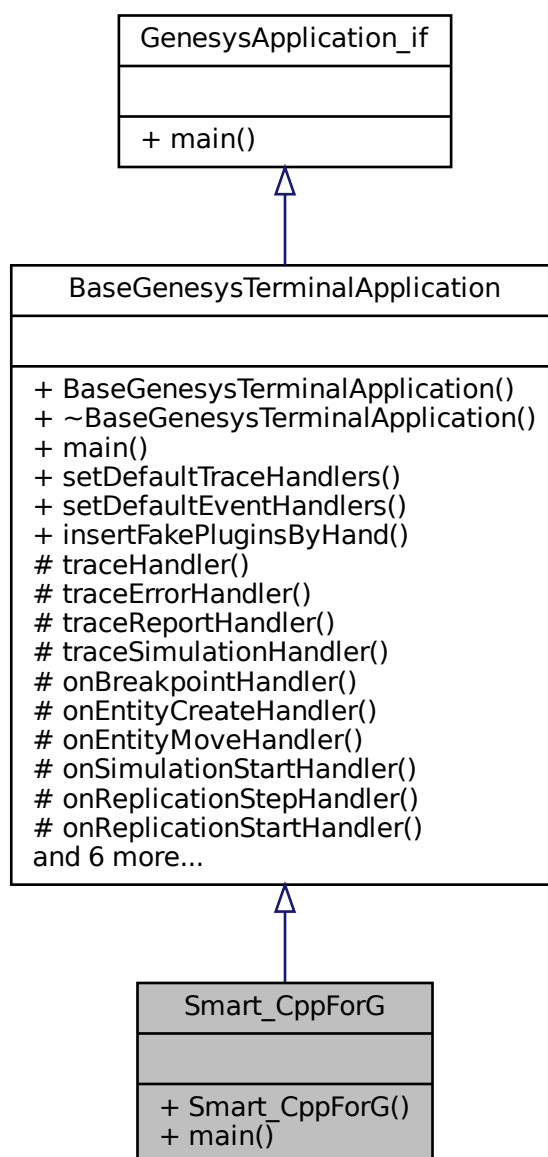 GenesysApplication_if
+ main()
BaseGenesysTerminalApplication
+ BaseGenesysTerminalApplication()
+ ~BaseGenesysTerminalApplication()
+ main()
+ setDefaultTraceHandlers()
+ setDefaultEventHandlers()
+ insertFakePluginsByHand()
# traceHandler()
# traceErrorHandler()
# traceReportHandler()
# traceSimulationHandler()
# onBreakpointHandler()
# onEntityCreateHandler()
# onEntityMoveHandler()
# onSimulationStartHandler()
# onReplicationStepHandler()
# onReplicationStartHandler()
and 6 more...
Smart_CppForG
+ Smart_CppForG()
+ main()